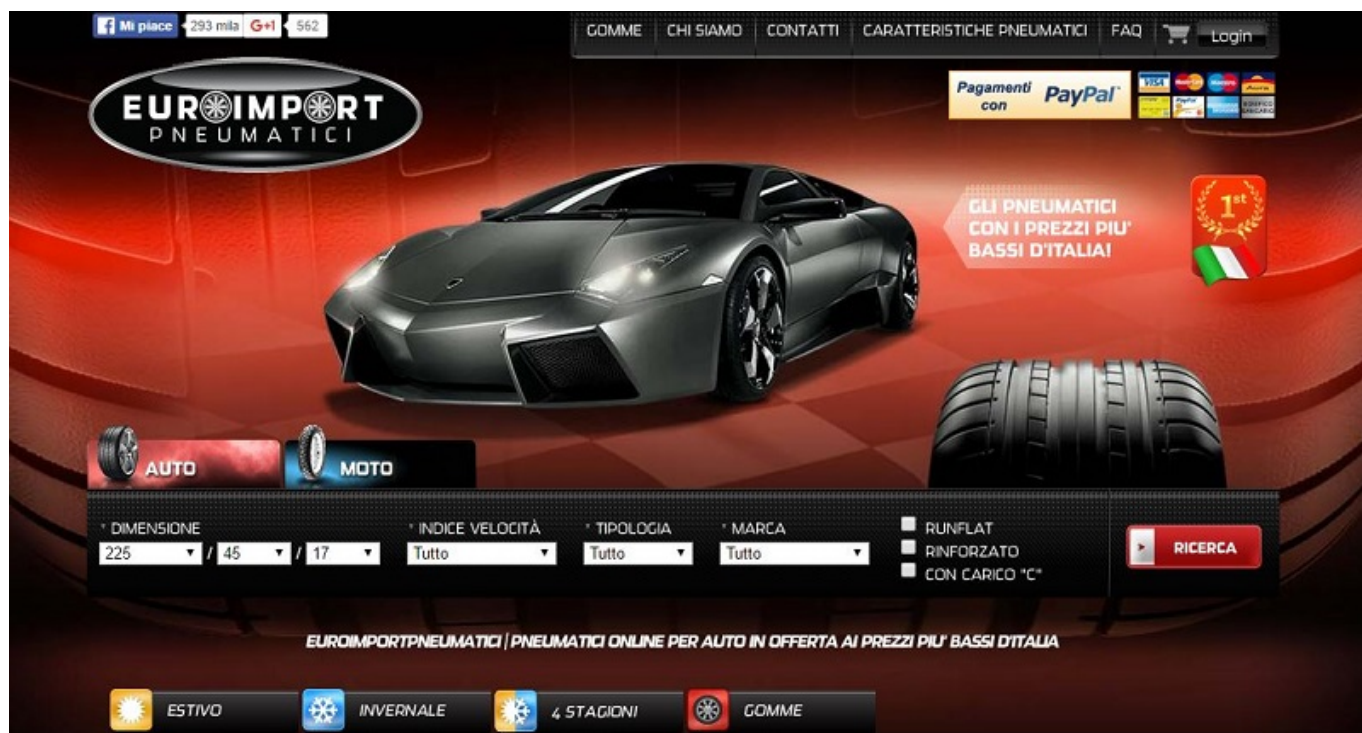 Mi piace 293 mila G+1 562
GOMME CHI SIAMO CONTATTI CARATTERISTICHE PNEUMATICI FAQ Login
EUROIMPORT
PNEUMATICI
Pagamenti
con PayPal
VISA
GLI PNEUMATICI
CON I PREZZI PIU'
BASSI D'ITALIA!
1st
AUTO MOTO
* DIMENSIONE * INDICE VELOCITÀ * TIPOLOGIA * MARCA
225 / 45 / 17 Tutto Tutto Tutto
RUNFLAT
RINFORZATO
CON CARICO "C"
RICERCA
EUROIMPORTPNEUMATICI | PNEUMATICI ONLINE PER AUTO IN OFFERTA AI PREZZI PIU' BASSI D'ITALIA
ESTIVO INVERNALE 4 STAGIONI GOMME